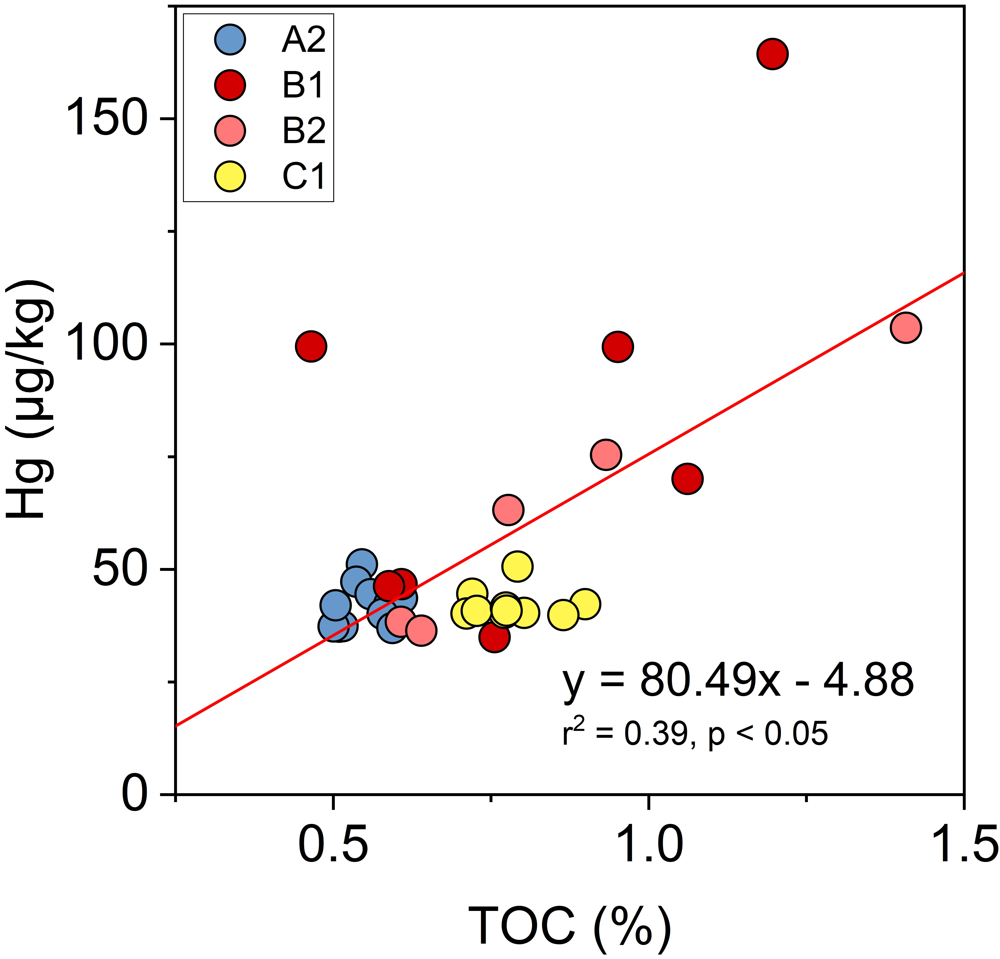 A2
B1
B2
C1
150
100
50
0
Hg (µg/kg)
y = 80.49x - 4.88
r² = 0.39, p < 0.05
0.5 1.0 1.5
TOC (%)